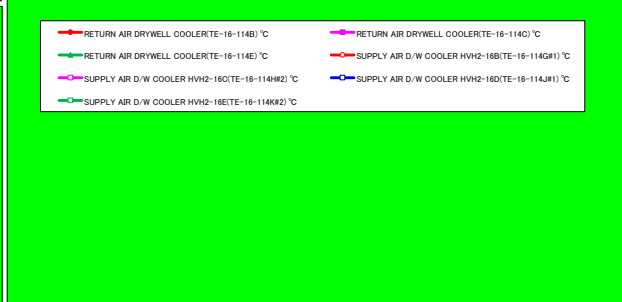 RETURN AIR DRYWELL COOLER(TE-16-114B) ℃
RETURN AIR DRYWELL COOLER(TE-16-114C) ℃
RETURN AIR DRYWELL COOLER(TE-16-114E) ℃
SUPPLY AIR D/W COOLER HVH2-16B(TE-16-114G#1) ℃
SUPPLY AIR D/W COOLER HVH2-16C(TE-16-114H#2) ℃
SUPPLY AIR D/W COOLER HVH2-16D(TE-16-114J#1) ℃
SUPPLY AIR D/W COOLER HVH2-16E(TE-16-114K#2) ℃